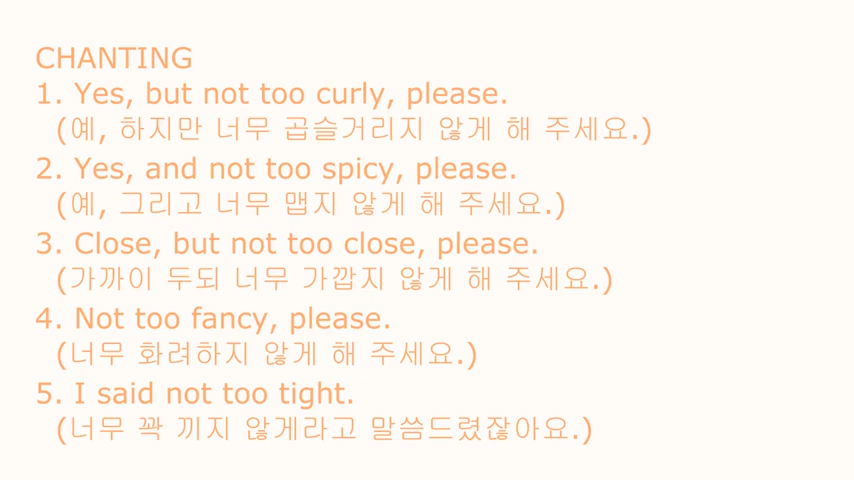 CHANTING
1. Yes, but not too curly, please.
(예, 하지만 너무 곱슬거리지 않게 해 주세요.)
2. Yes, and not too spicy, please.
(예, 그리고 너무 맵지 않게 해 주세요.)
3. Close, but not too close, please.
(가까이 두되 너무 가깝지 않게 해 주세요.)
4. Not too fancy, please.
(너무 화려하지 않게 해 주세요.)
5. I said not too tight.
(너무 꽉 끼지 않게라고 말씀드렸잖아요.)